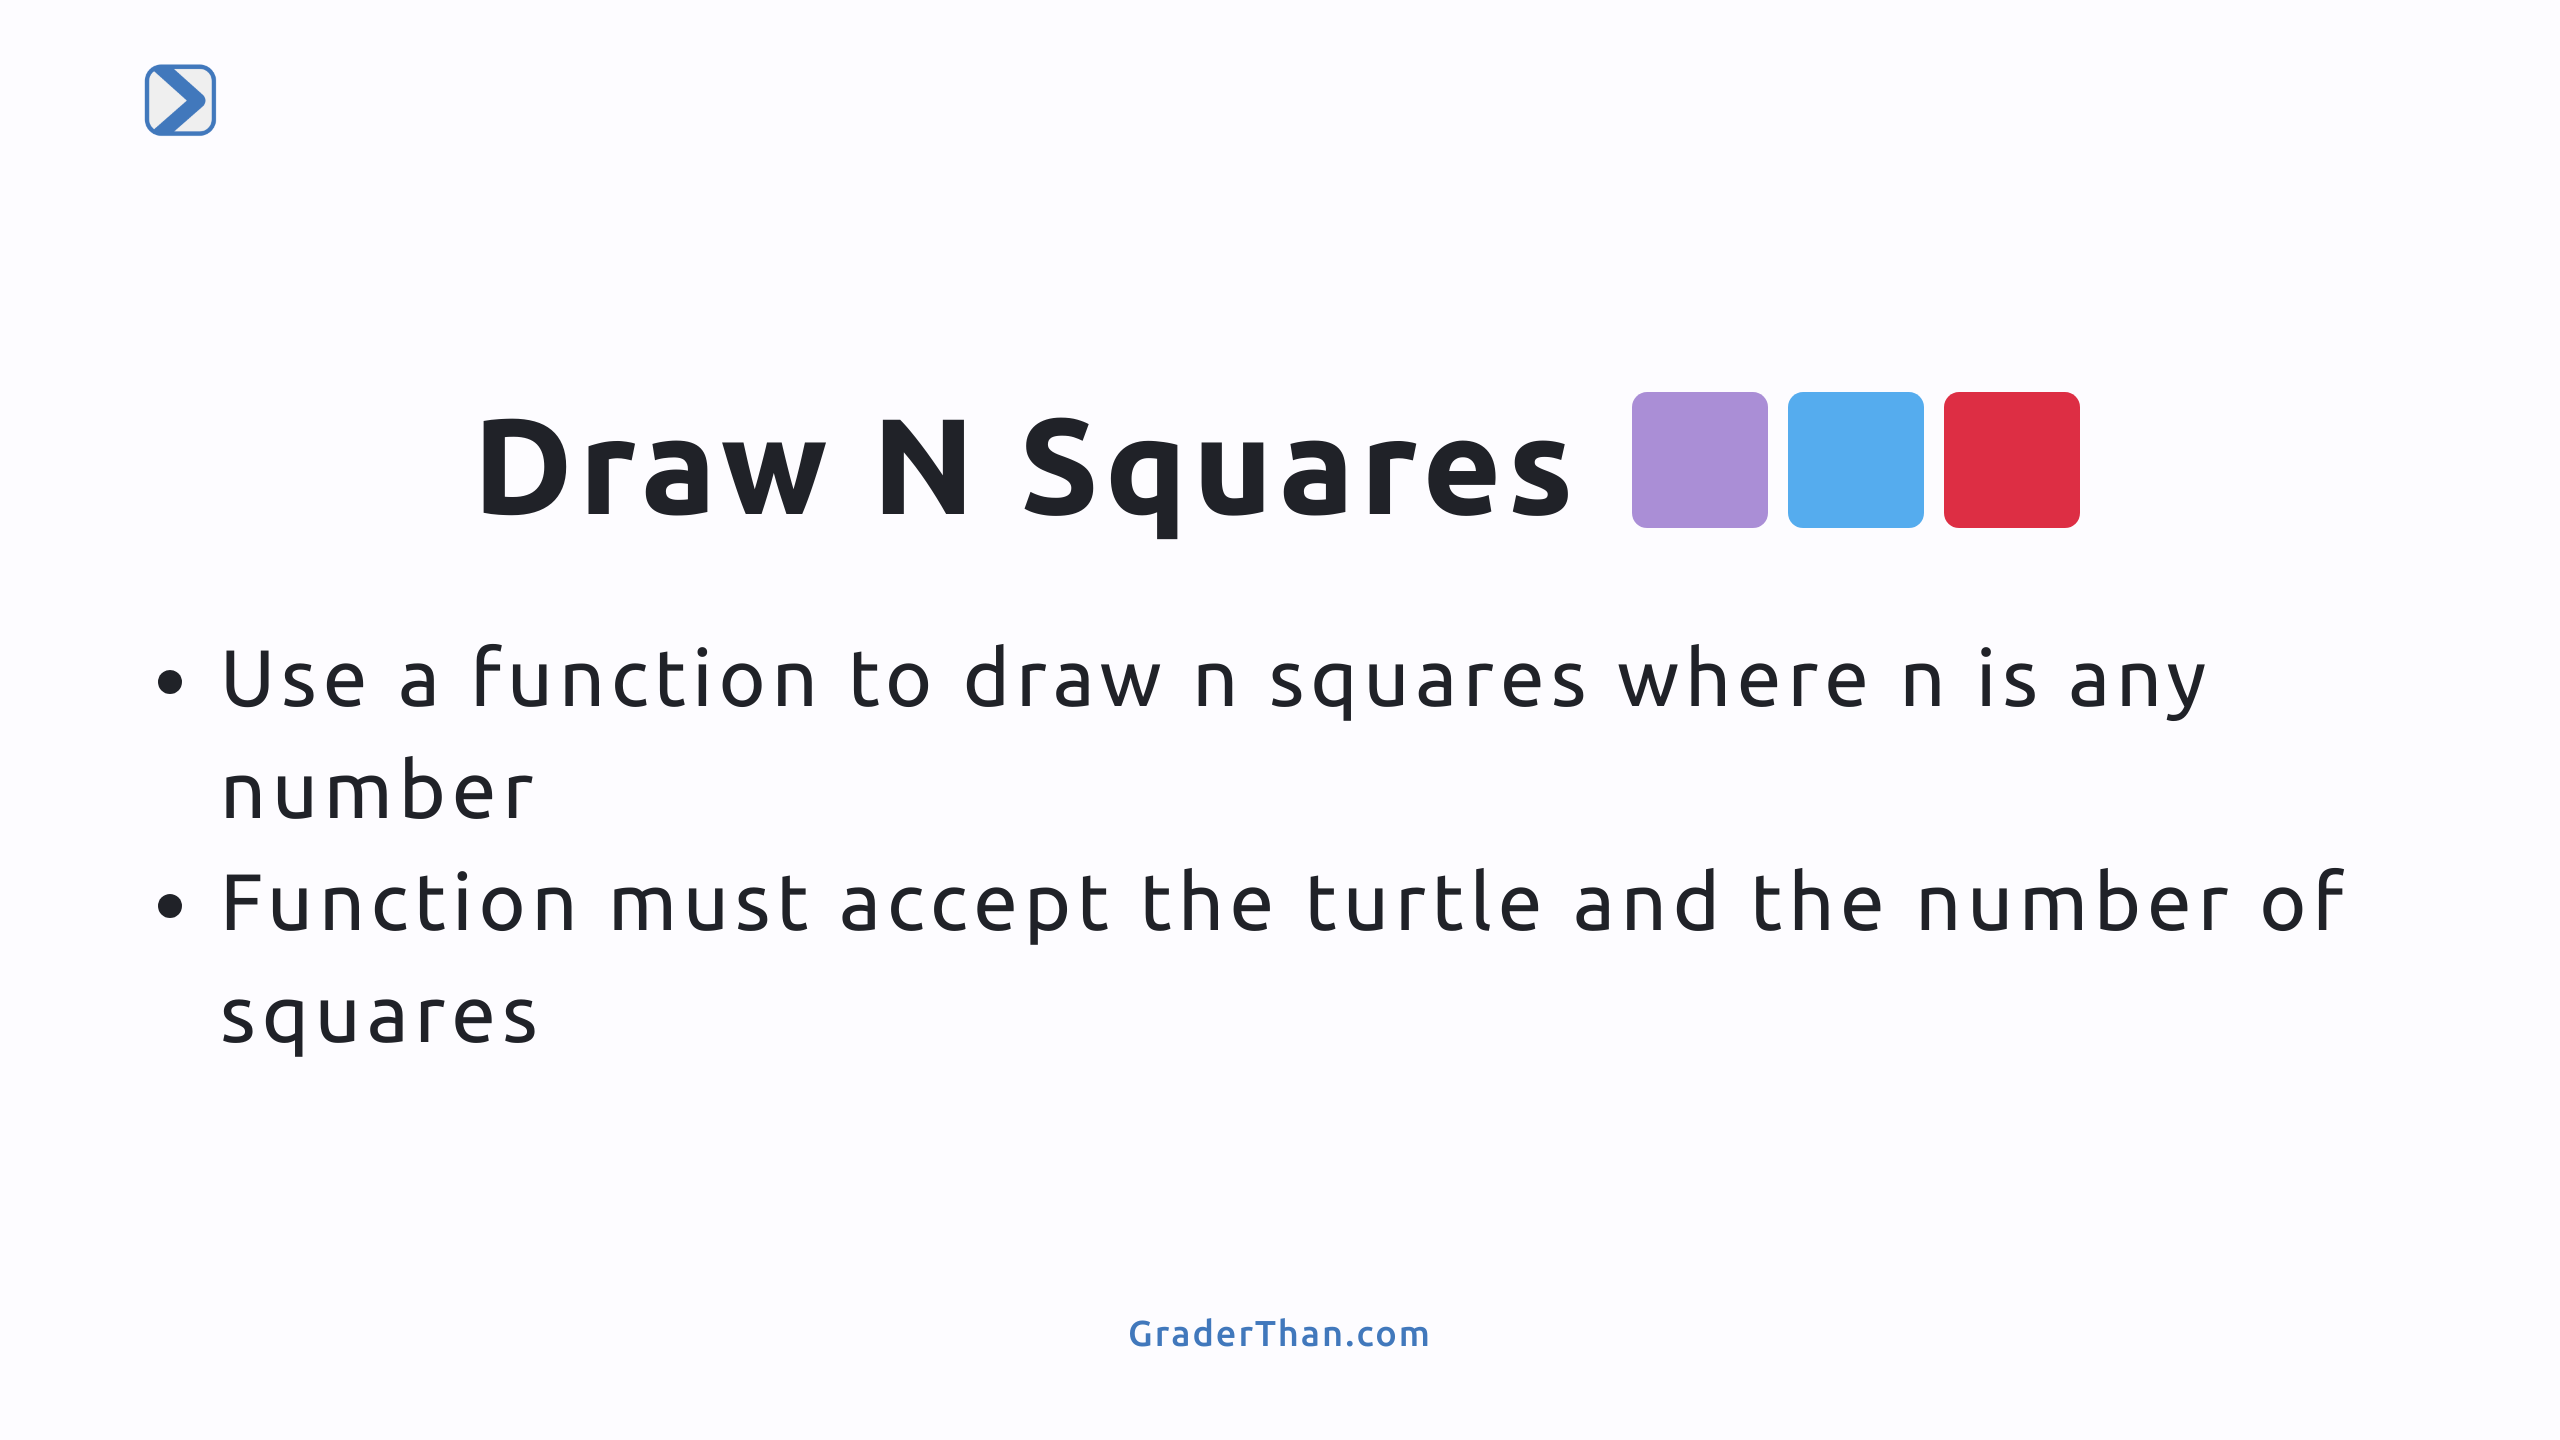 Draw N Squares
• Use a function to draw n squares where n is any
number
• Function must accept the turtle and the number of
squares
GraderThan.com